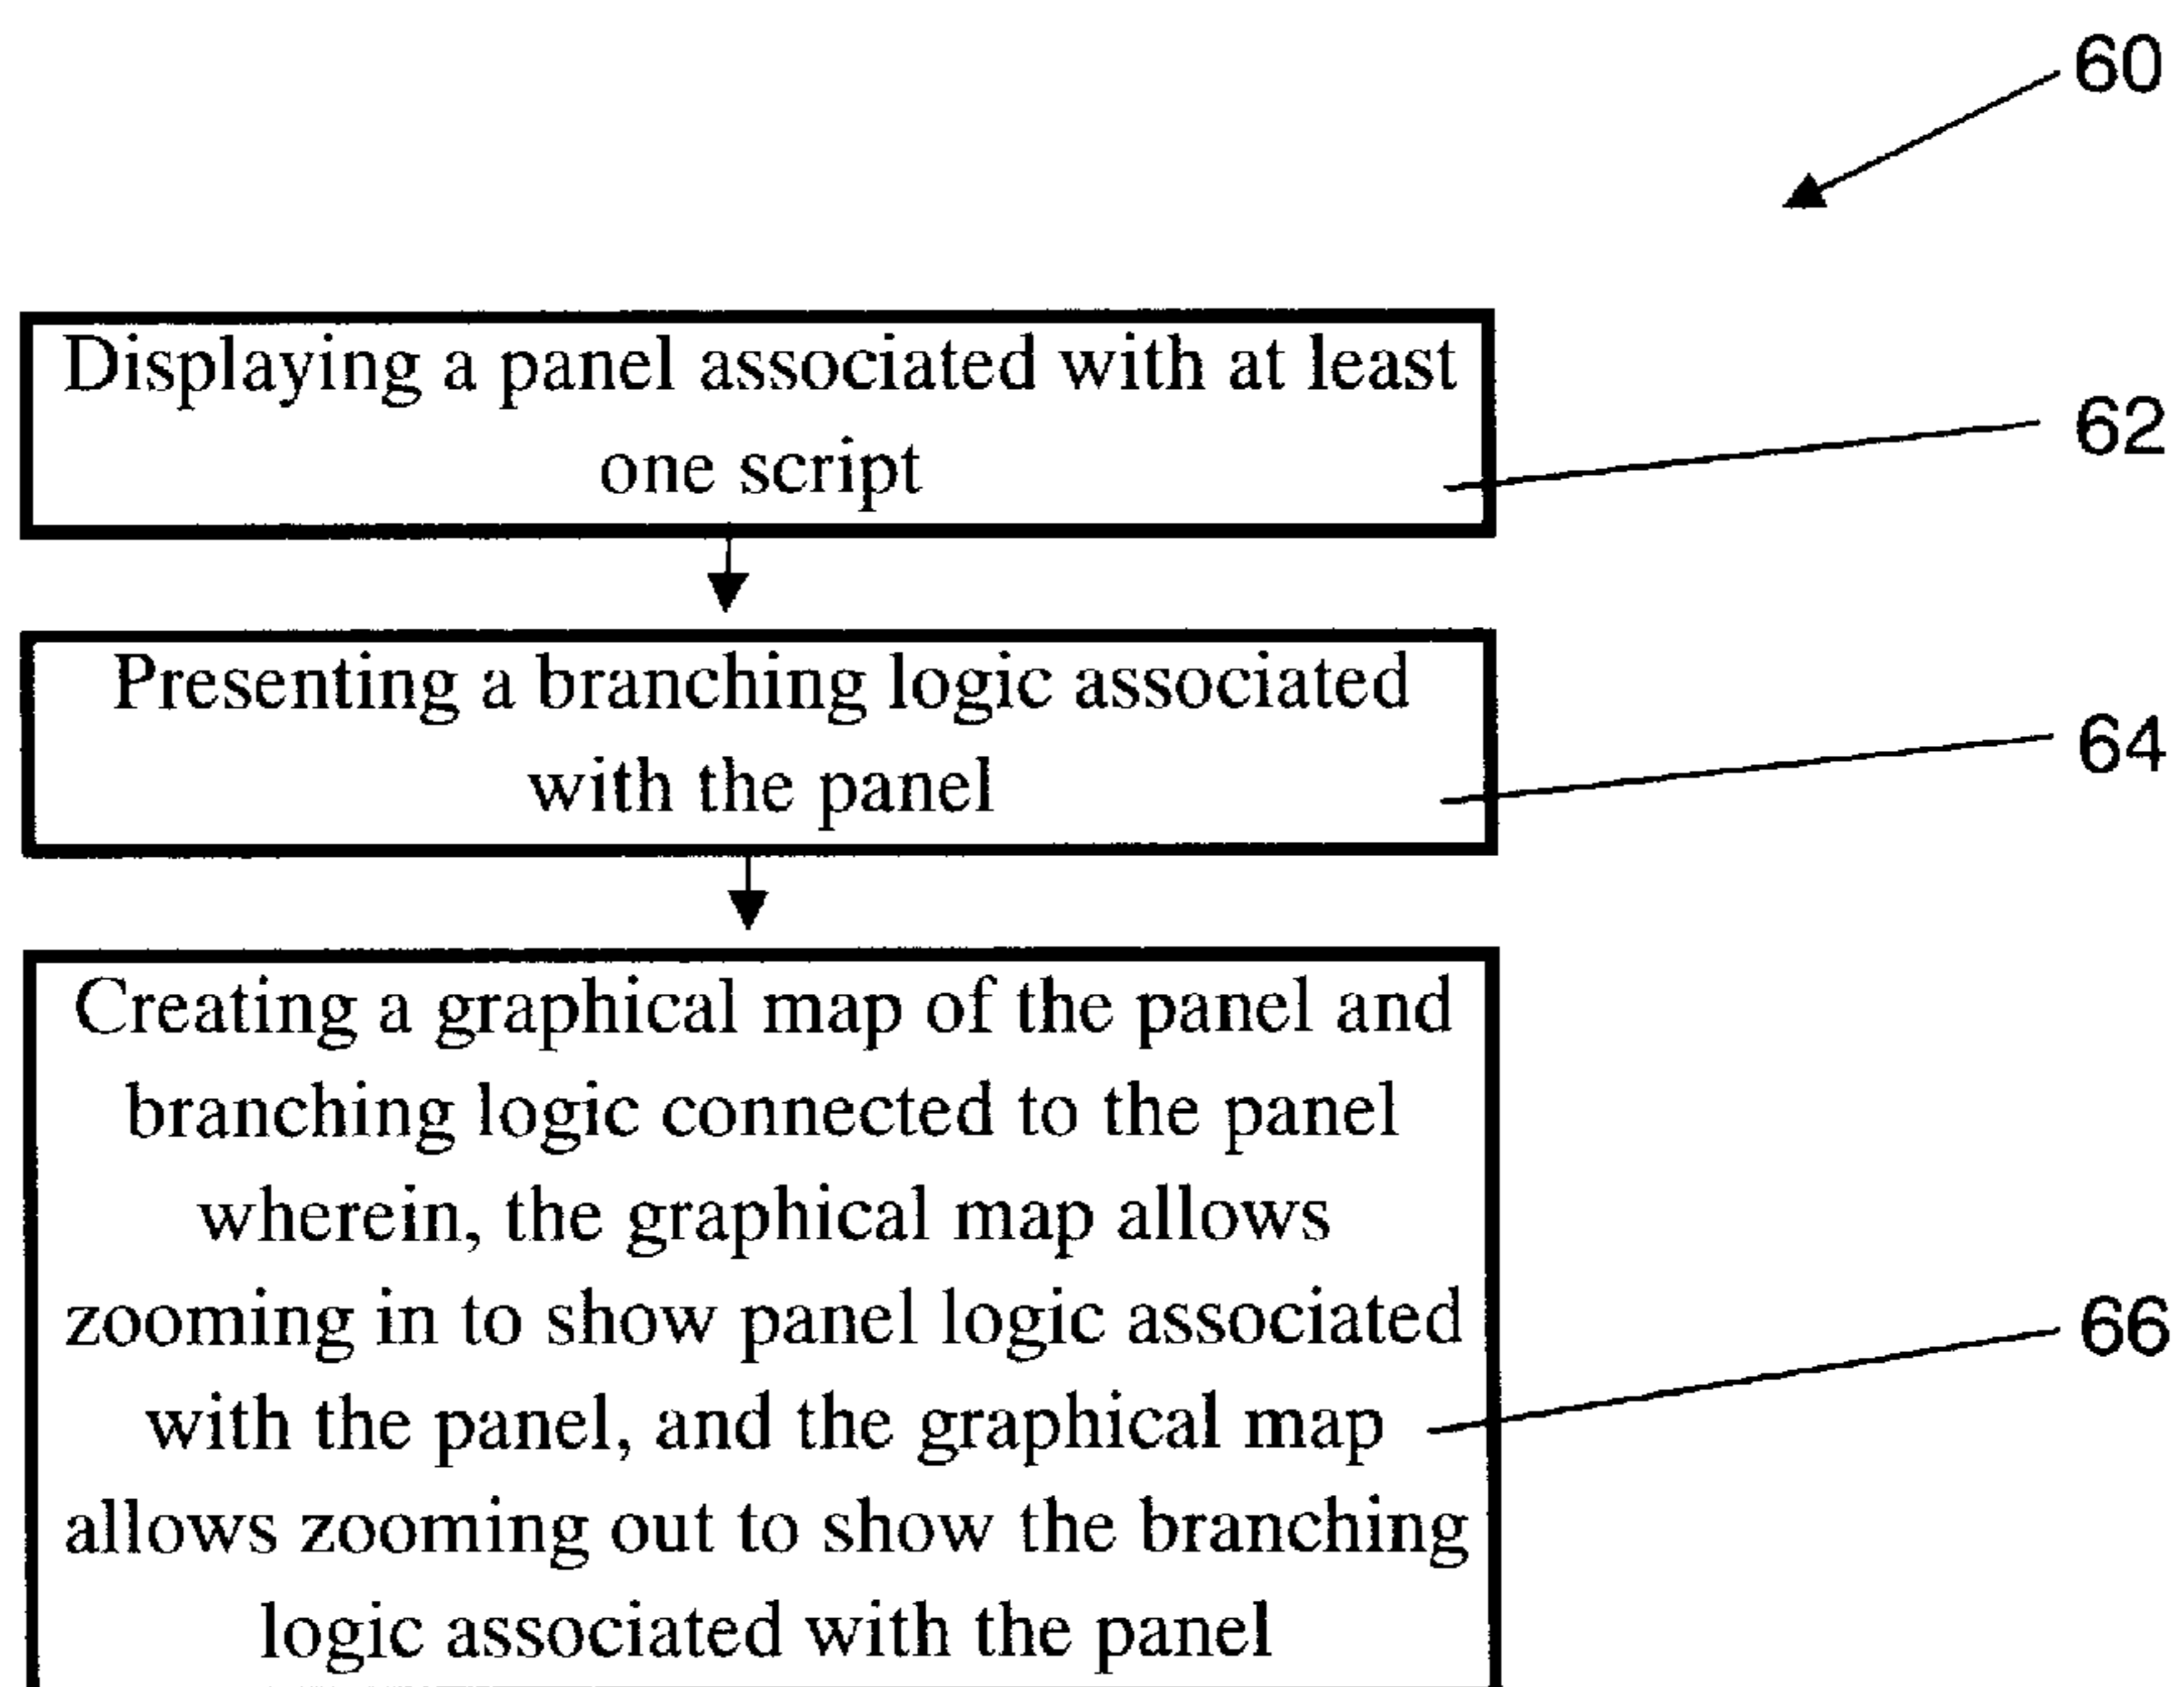 60
Displaying a panel associated with at least
one script
62
Presenting a branching logic associated
with the panel
64
Creating a graphical map of the panel and
branching logic connected to the panel
wherein, the graphical map allows
zooming in to show panel logic associated
with the panel, and the graphical map
allows zooming out to show the branching
logic associated with the panel
66